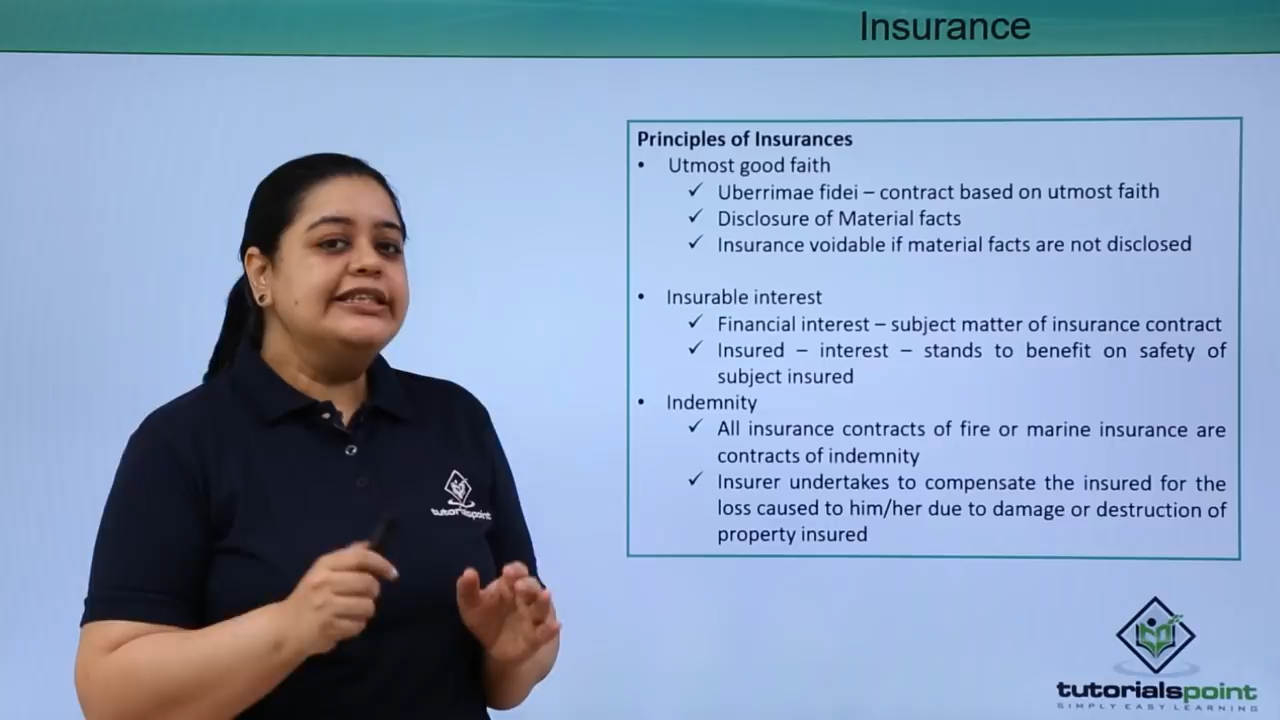 Insurance
Principles of Insurances
• Utmost good faith
✓ Uberrimae fidei – contract based on utmost faith
✓ Disclosure of Material facts
✓ Insurance voidable if material facts are not disclosed
• Insurable interest
✓ Financial interest – subject matter of insurance contract
✓ Insured – interest – stands to benefit on safety of
subject insured
• Indemnity
✓ All insurance contracts of fire or marine insurance are
contracts of indemnity
✓ Insurer undertakes to compensate the insured for the
loss caused to him/her due to damage or destruction of
property insured
tutorialspoint
tutorialspoint
SIMPLY EASY LEARNING